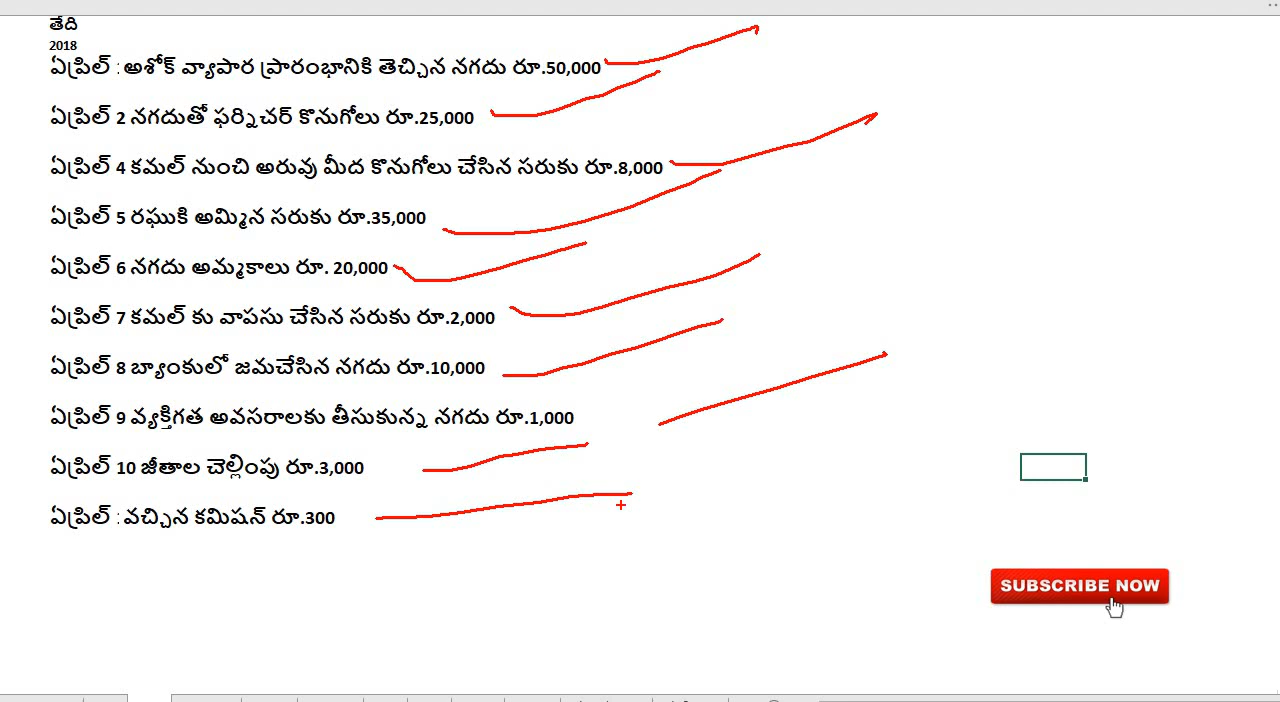 తేది
2018
ఏప్రిల్ : అశోక్ వ్యాపార ప్రారంభానికి తెచ్చిన నగదు రూ.50,000
ఏప్రిల్ 2 నగదుతో ఫర్నిచర్ కొనుగోలు రూ.25,000
ఏప్రిల్ 4 కమల్ నుంచి అరువు మీద కొనుగోలు చేసిన సరుకు రూ.8,000
ఏప్రిల్ 5 రఘుకి అమ్మిన సరుకు రూ.35,000
ఏప్రిల్ 6 నగదు అమ్మకాలు రూ. 20,000
ఏప్రిల్ 7 కమల్ కు వాపసు చేసిన సరుకు రూ.2,000
ఏప్రిల్ 8 బ్యాంకులో జమచేసిన నగదు రూ.10,000
ఏప్రిల్ 9 వ్యక్తిగత అవసరాలకు తీసుకున్న నగదు రూ.1,000
ఏప్రిల్ 10 జీతాల చెల్లింపు రూ.3,000
ఏప్రిల్ : వచ్చిన కమిషన్ రూ.300
SUBSCRIBE NOW